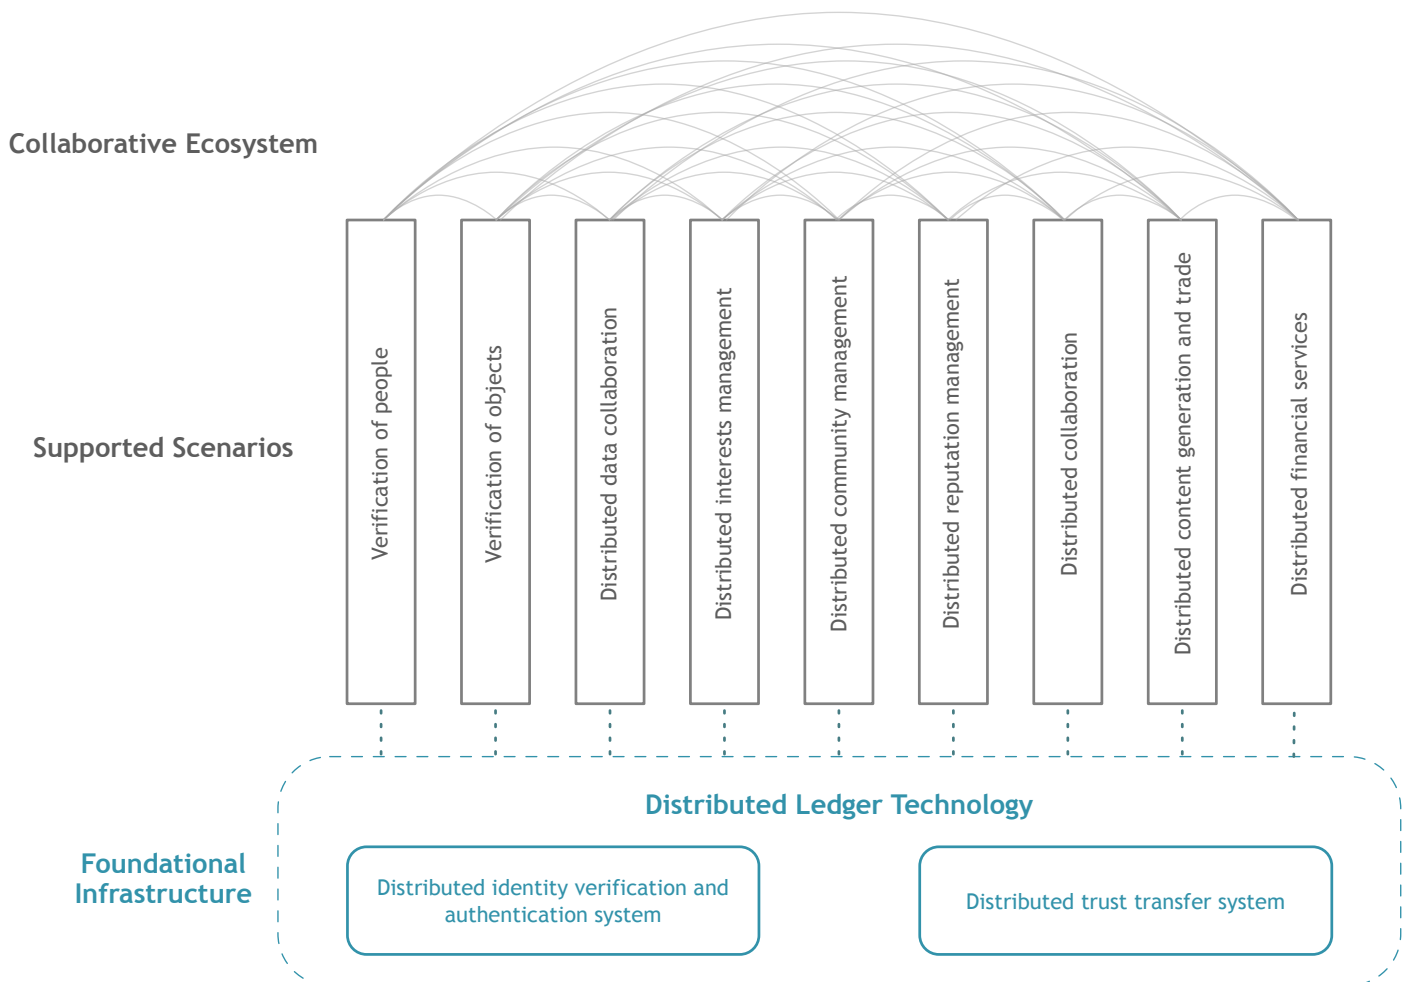 Collaborative Ecosystem
Supported Scenarios
Verification of people
Verification of objects
Distributed data collaboration
Distributed interests management
Distributed community management
Distributed reputation management
Distributed collaboration
Distributed content generation and trade
Distributed financial services
Distributed Ledger Technology
Foundational
Infrastructure
Distributed identity verification and
authentication system
Distributed trust transfer system